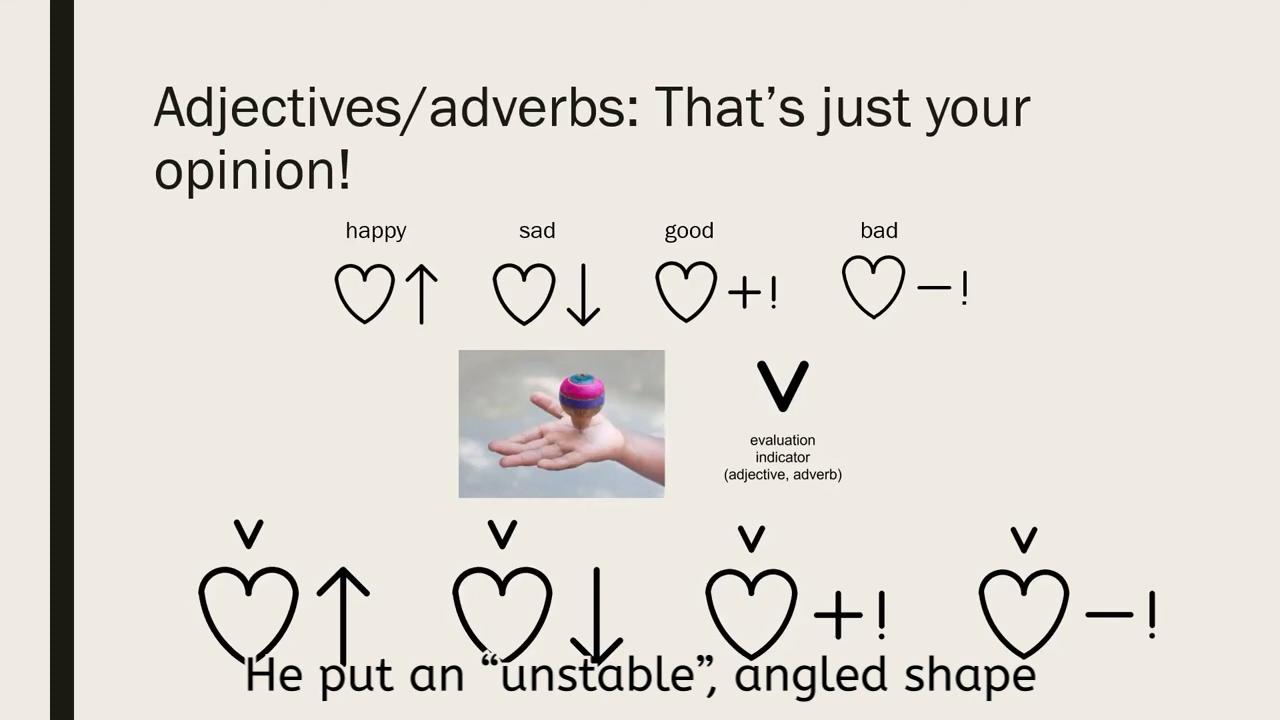 Adjectives/adverbs: That’s just your
opinion!
happy sad good bad
evaluation
indicator
(adjective, adverb)
He put an “unstable”, angled shape